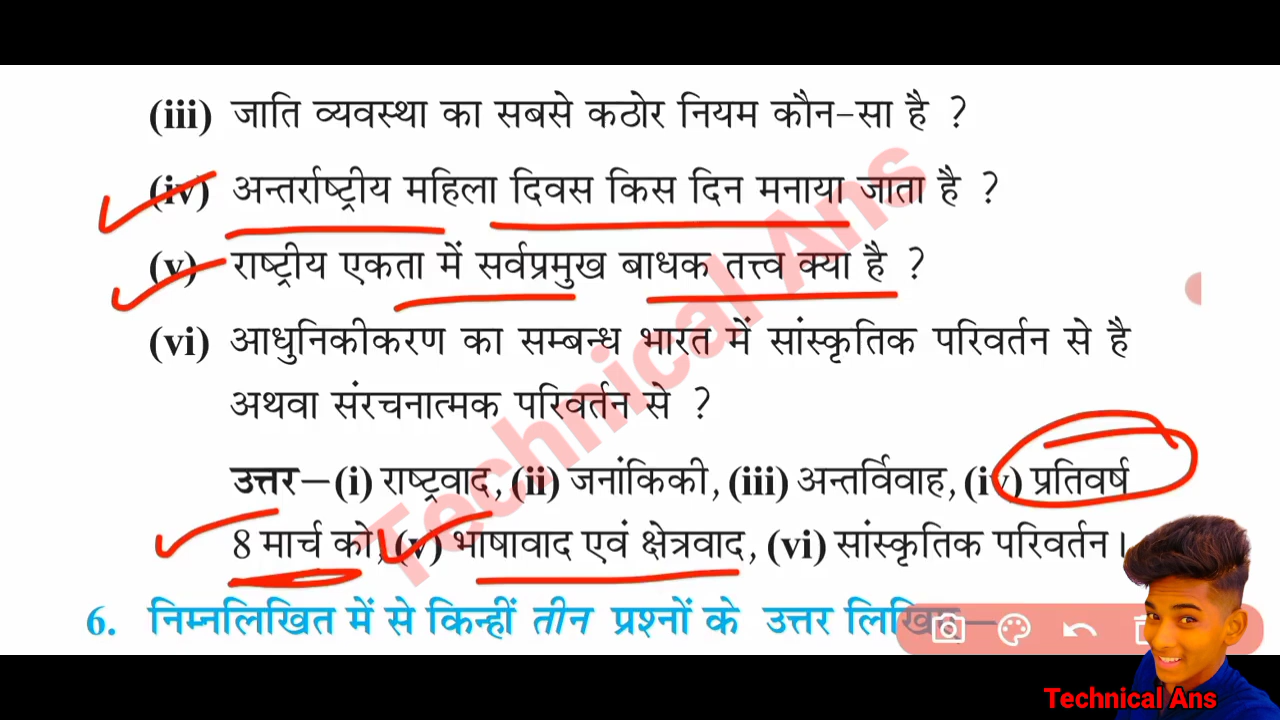 (iii) जाति व्यवस्था का सबसे कठोर नियम कौन-सा है ?
(iv) अन्तर्राष्ट्रीय महिला दिवस किस दिन मनाया जाता है ?
(v) राष्ट्रीय एकता में सर्वप्रमुख बाधक तत्त्व क्या है ?
(vi) आधुनिकीकरण का सम्बन्ध भारत में सांस्कृतिक परिवर्तन से है
अथवा संरचनात्मक परिवर्तन से ?
उत्तर—(i) राष्ट्रवाद, (ii) जनांकिकी, (iii) अन्तर्विवाह, (iv) प्रतिवर्ष
8 मार्च को, (v) भाषावाद एवं क्षेत्रवाद, (vi) सांस्कृतिक परिवर्तन।
6. निम्नलिखित में से किन्हीं तीन प्रश्नों के उत्तर लिखिए—
Technical Ans
Technical Ans